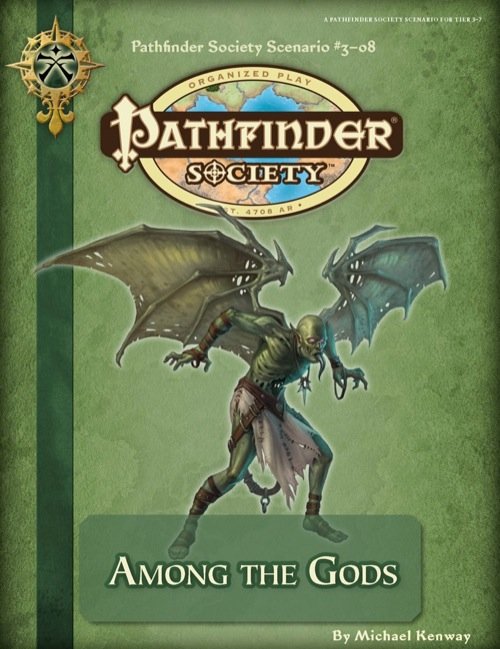 A PATHFINDER SOCIETY SCENARIO FOR TIER 3–7
Pathfinder Society Scenario #3–08
ORGANIZED PLAY
PATHFINDER®
SOCIETY™
EST. 4708 AR
AMONG THE GODS
By Michael Kenway